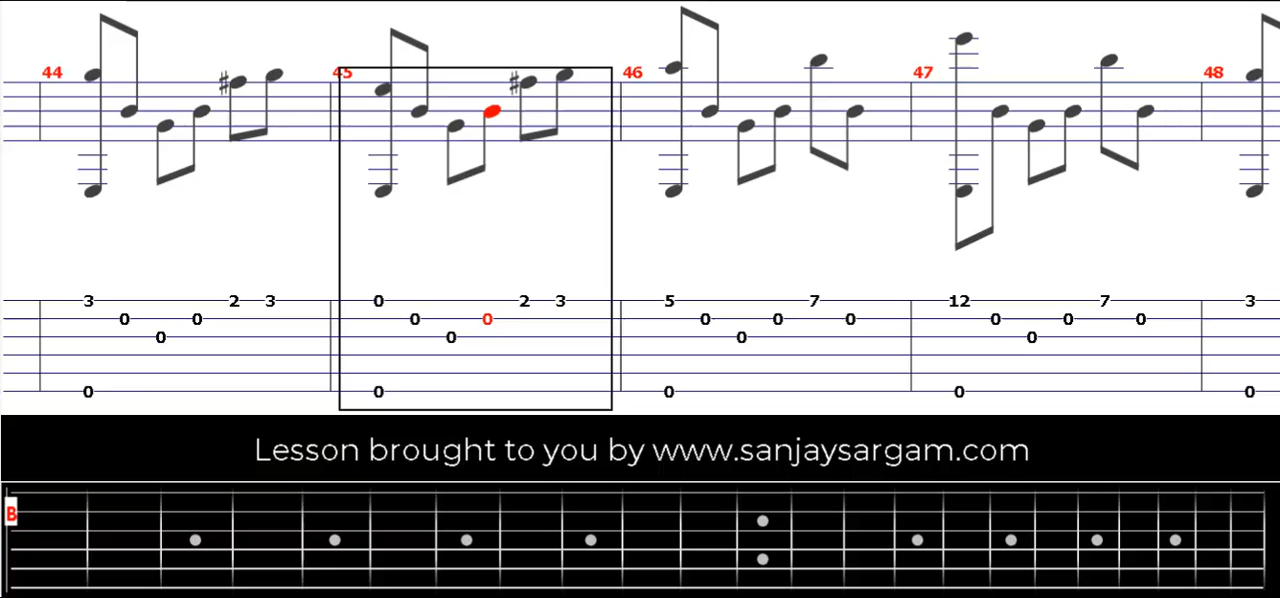 44 45 46 47 48
3 2 3 0 2 3 5 7 12 7 3
0 0 0 0 0 0 0 0 0 0
0 0 0 0
0 0 0 0 0
Lesson brought to you by www.sanjaysargam.com
B